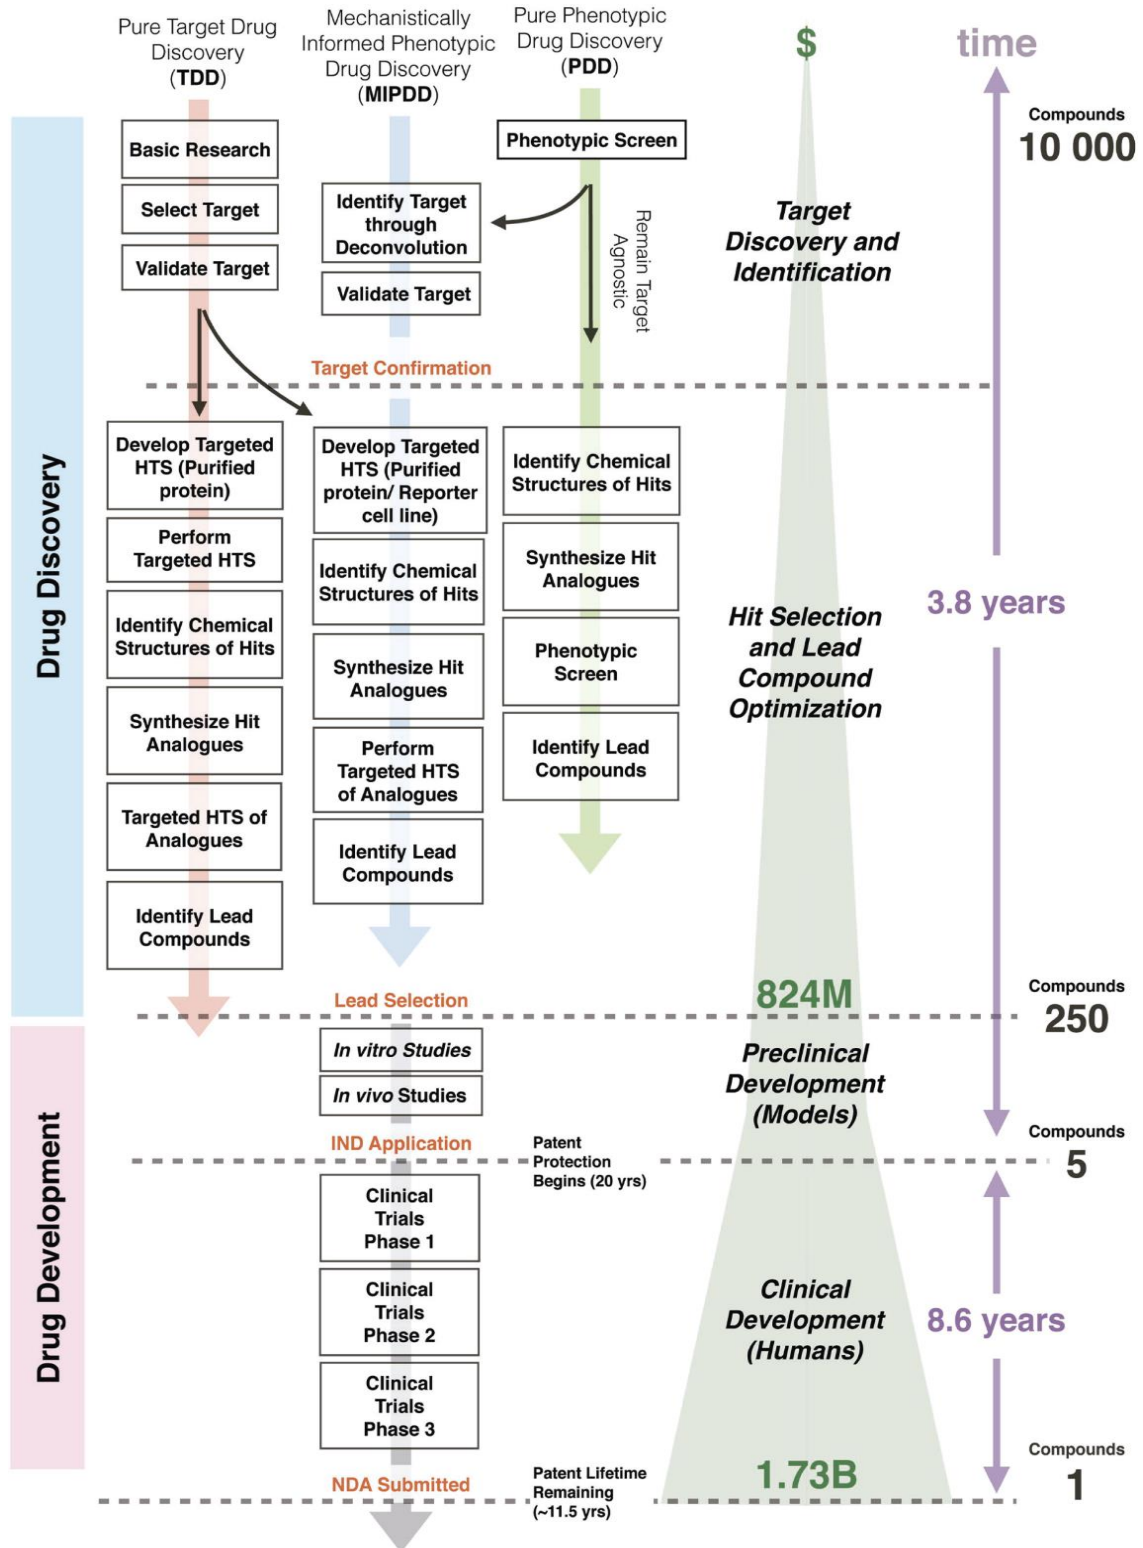 Pure Target Drug
Discovery
(TDD)
Mechanistically
Informed Phenotypic
Drug Discovery
(MIPDD)
Pure Phenotypic
Drug Discovery
(PDD)
$
time
Drug Discovery
Basic Research
Select Target
Validate Target
Identify Target
through
Deconvolution
Validate Target
Phenotypic Screen
Remain Target
Agnostic
Target
Discovery and
Identification
Compounds
10 000
Target Confirmation
Develop Targeted
HTS (Purified
protein)
Perform
Targeted HTS
Identify Chemical
Structures of Hits
Synthesize Hit
Analogues
Targeted HTS of
Analogues
Identify Lead
Compounds
Develop Targeted
HTS (Purified
protein/ Reporter
cell line)
Identify Chemical
Structures of Hits
Synthesize Hit
Analogues
Perform
Targeted HTS
of Analogues
Identify Lead
Compounds
Identify Chemical
Structures of Hits
Synthesize Hit
Analogues
Phenotypic
Screen
Identify Lead
Compounds
Hit Selection
and Lead
Compound
Optimization
3.8 years
Lead Selection
824M
Compounds
250
Drug Development
In vitro Studies
In vivo Studies
Preclinical
Development
(Models)
IND Application
Patent
Protection
Begins (20 yrs)
Compounds
5
Clinical
Trials
Phase 1
Clinical
Trials
Phase 2
Clinical
Trials
Phase 3
Clinical
Development
(Humans)
8.6 years
NDA Submitted
Patent Lifetime
Remaining
(~11.5 yrs)
1.73B
Compounds
1